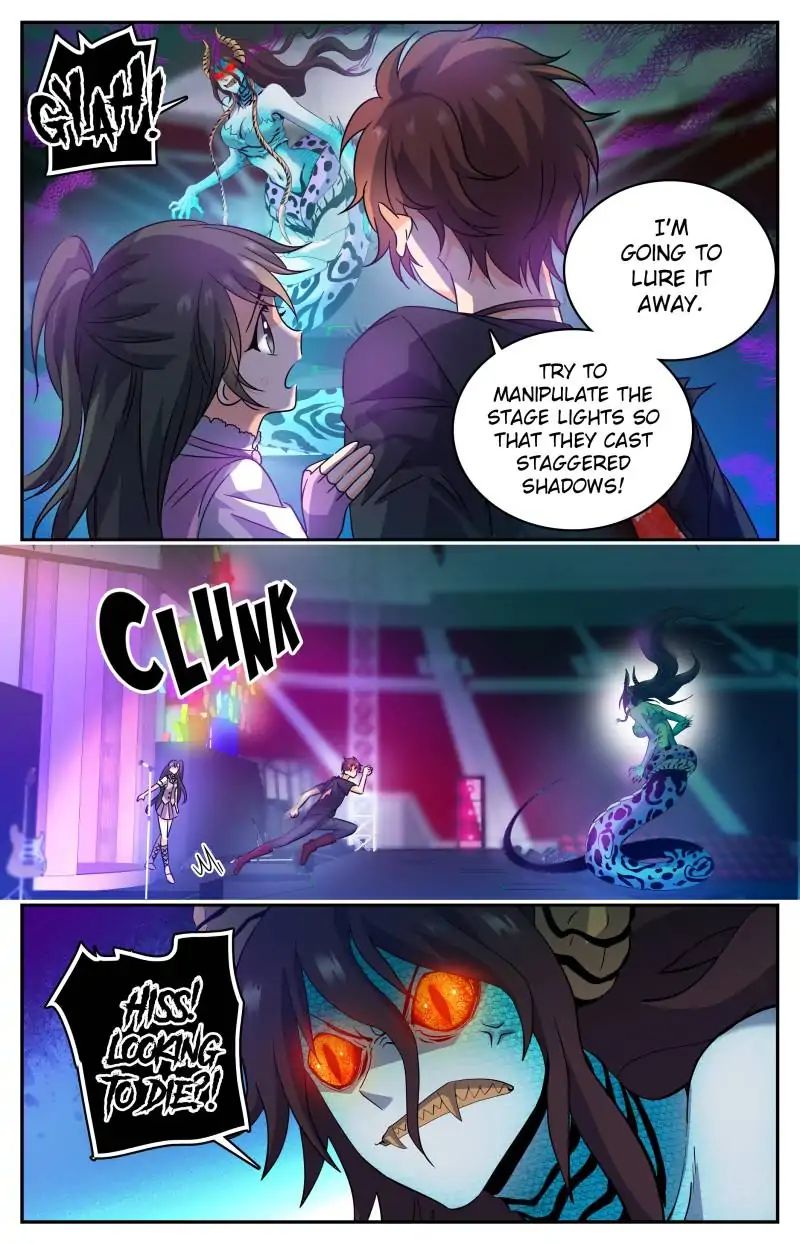 GYAH!
I'M
GOING TO
LURE IT
AWAY.
TRY TO
MANIPULATE THE
STAGE LIGHTS SO
THAT THEY CAST
STAGGERED
SHADOWS!
CLUNK
HISS!
LOOKING
TO DIE?!